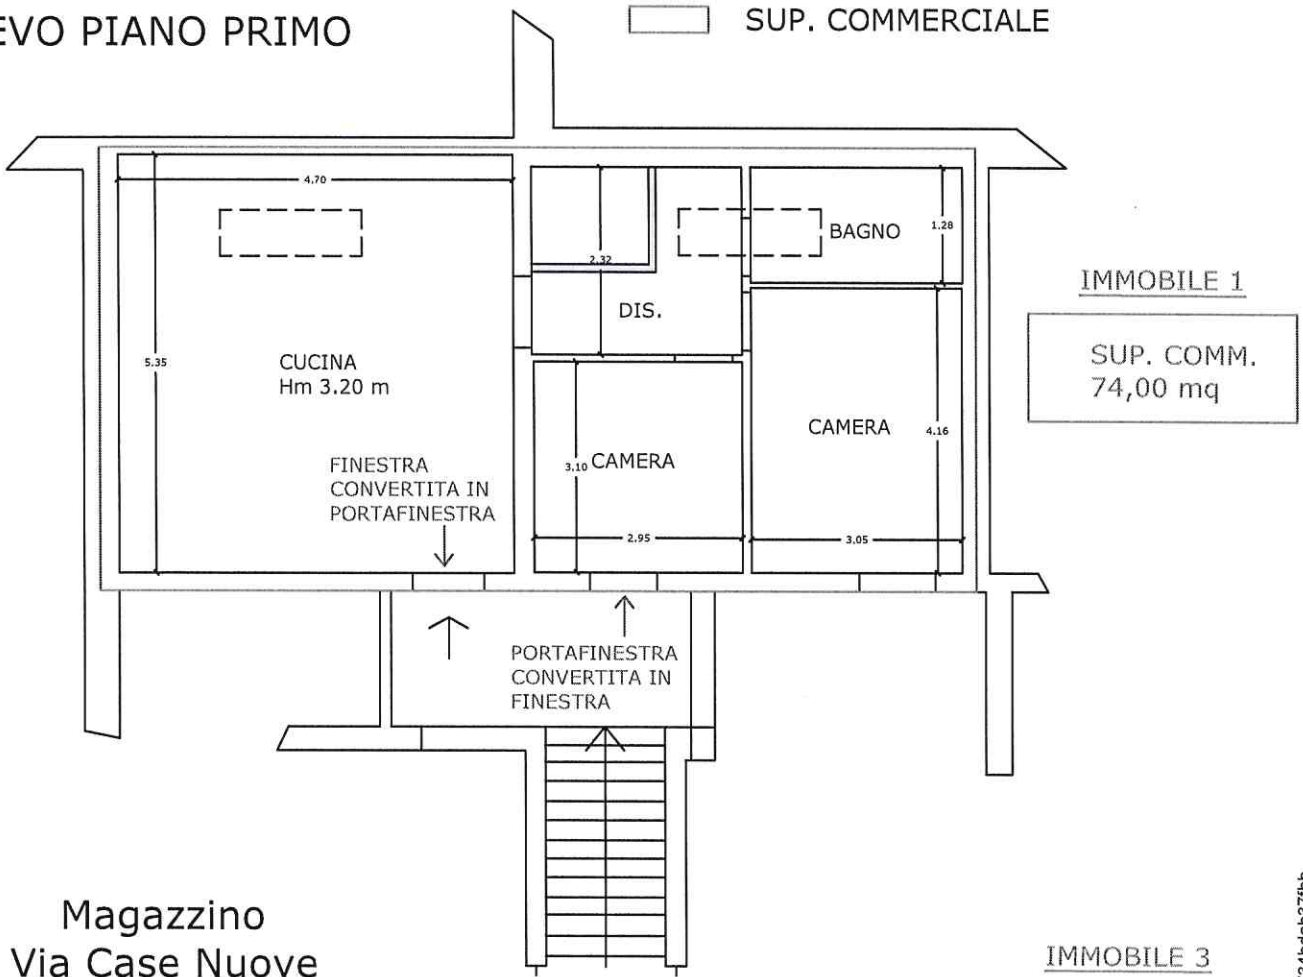 EVO PIANO PRIMO
SUP. COMMERCIALE
4.70
2.32
BAGNO
1.28
DIS.
5.35
CUCINA
Hm 3.20 m
IMMOBILE 1
SUP. COMM.
74,00 mq
CAMERA
4.16
3.10
CAMERA
FINESTRA
CONVERTITA IN
PORTAFINESTRA
2.95
3.05
PORTAFINESTRA
CONVERTITA IN
FINESTRA
Magazzino
Via Case Nuove
IMMOBILE 3